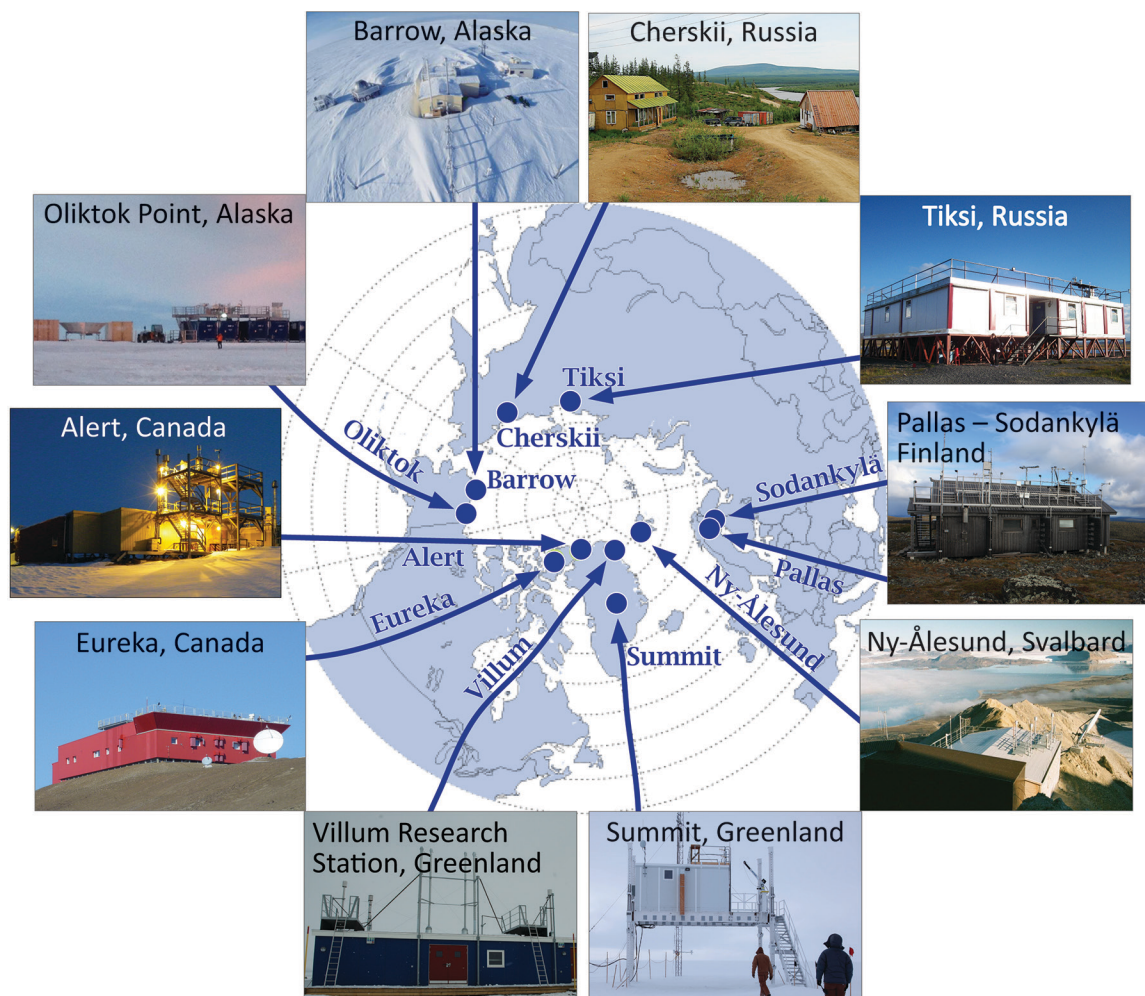 Barrow, Alaska
Cherskii, Russia
Oliktok Point, Alaska
Tiksi, Russia
Alert, Canada
Pallas – Sodankylä
Finland
Eureka, Canada
Ny-Ålesund, Svalbard
Villum Research
Station, Greenland
Summit, Greenland
Tiksi
Cherskii
Oliktok
Barrow
Sodankylä
Alert
Pallas
Eureka
Ny-Ålesund
Villum
Summit